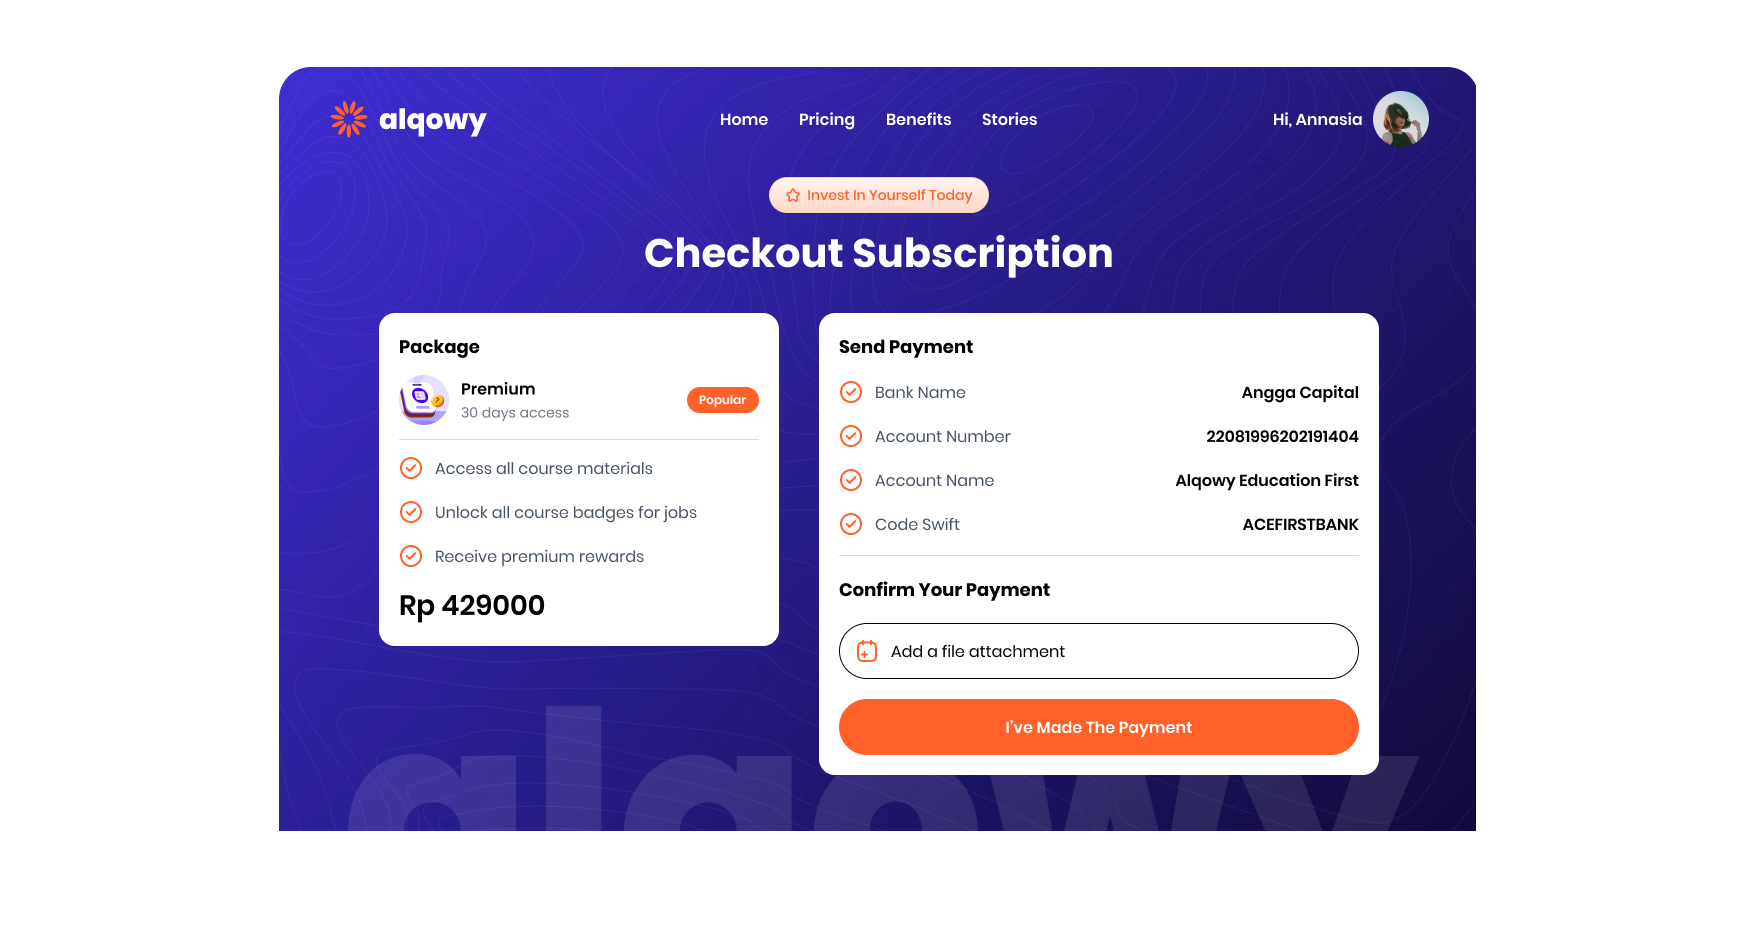 alqowy
Home Pricing Benefits Stories
Hi, Annasia
Invest In Yourself Today
Checkout Subscription
Package
Premium
30 days access
Popular
Access all course materials
Unlock all course badges for jobs
Receive premium rewards
Rp 429000
Send Payment
Bank Name Angga Capital
Account Number 22081996202191404
Account Name Alqowy Education First
Code Swift ACEFIRSTBANK
Confirm Your Payment
Add a file attachment
I've Made The Payment
alqowy